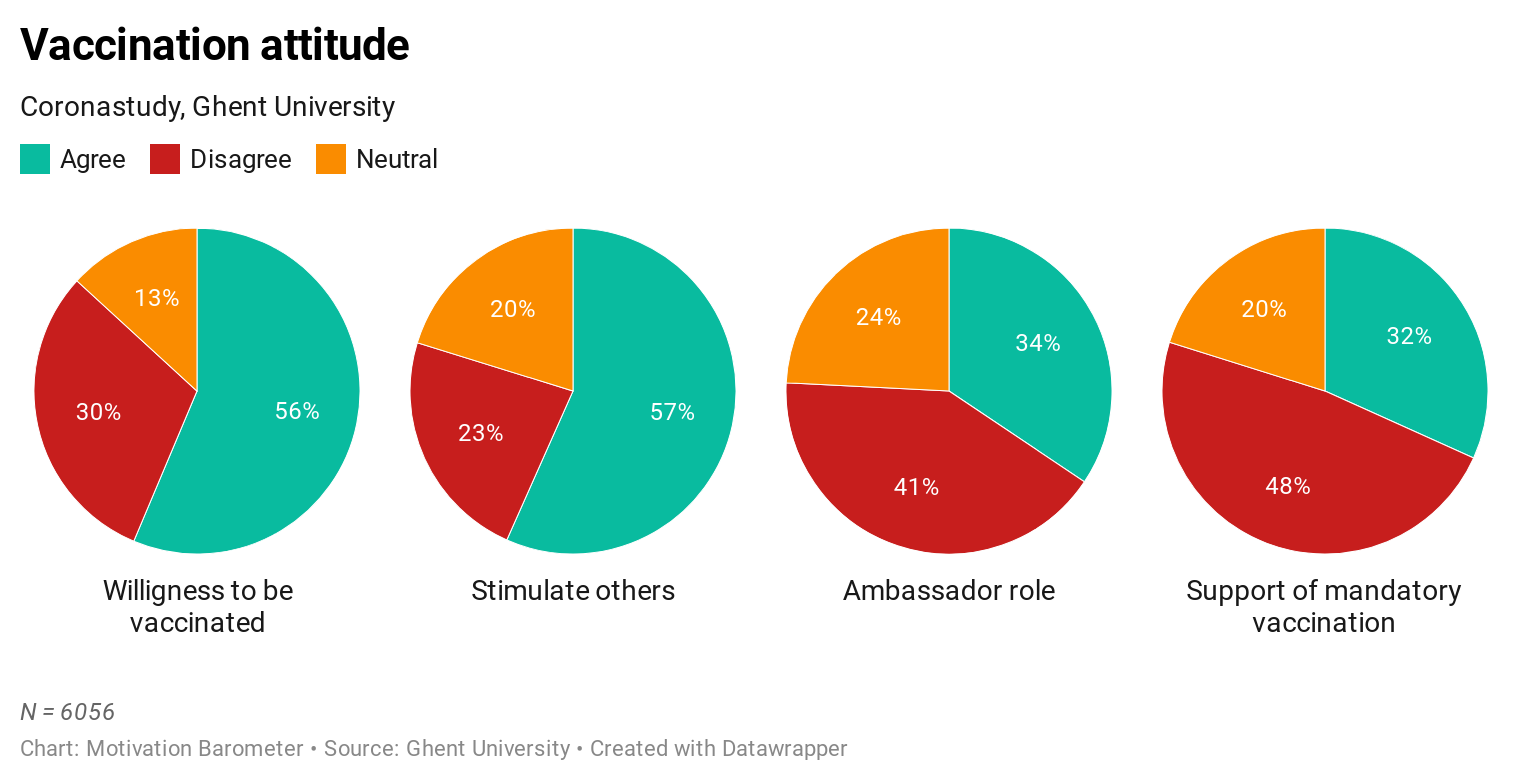 Vaccination attitude
Coronastudy, Ghent University
Agree Disagree Neutral
13%
30%
56%
20%
23%
57%
24%
34%
41%
20%
32%
48%
Willigness to be
vaccinated
Stimulate others
Ambassador role
Support of mandatory
vaccination
N = 6056
Chart: Motivation Barometer • Source: Ghent University • Created with Datawrapper